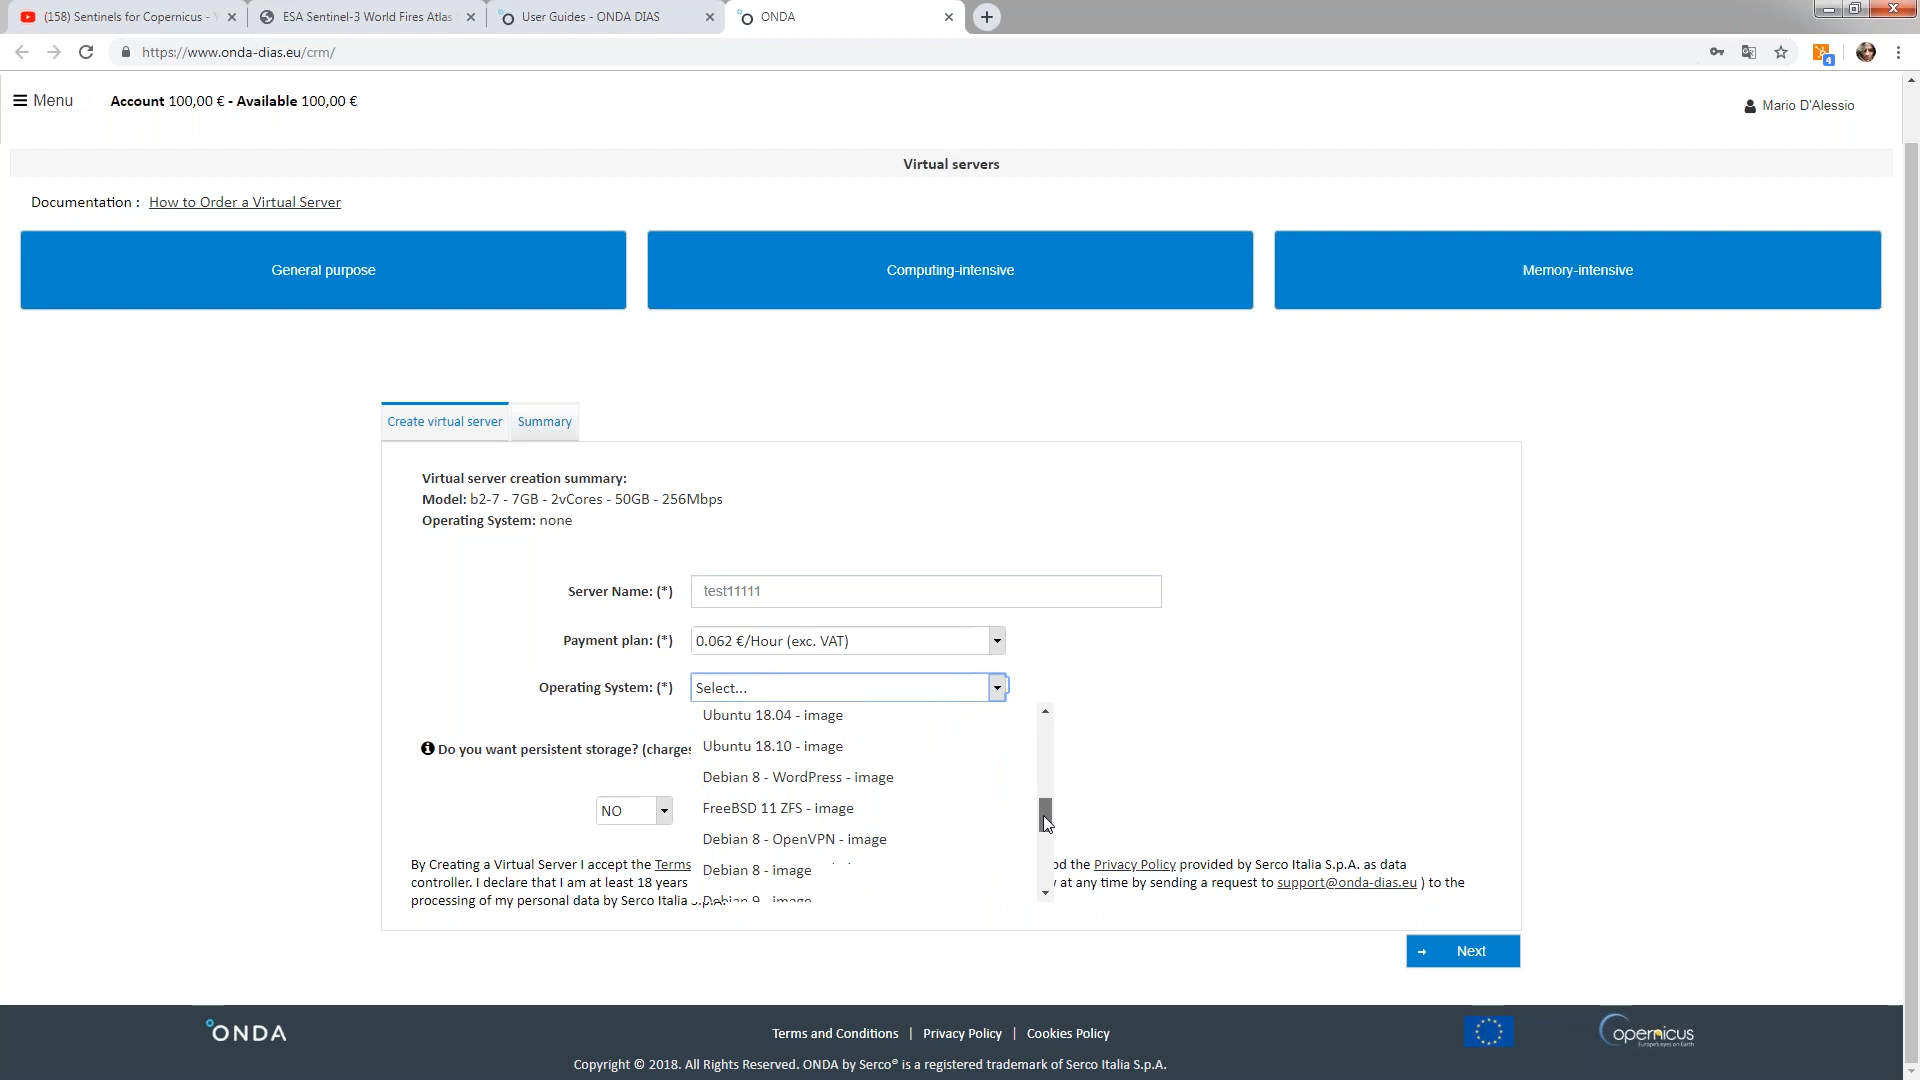 (158) Sentinels for Copernicus -
ESA Sentinel-3 World Fires Atlas
User Guides - ONDA DIAS
ONDA
https://www.onda-dias.eu/crm/
4
Menu
Account 100,00 € - Available 100,00 €
Mario D'Alessio
Virtual servers
Documentation : How to Order a Virtual Server
General purpose
Computing-intensive
Memory-intensive
Create virtual server
Summary
Virtual server creation summary:
Model: b2-7 - 7GB - 2vCores - 50GB - 256Mbps
Operating System: none
Server Name: (*)
test11111
Payment plan: (*)
0.062 €/Hour (exc. VAT)
Operating System: (*)
Select...
Ubuntu 18.04 - image
Ubuntu 18.10 - image
Do you want persistent storage? (charges
Debian 8 - WordPress - image
FreeBSD 11 ZFS - image
NO
Debian 8 - OpenVPN - image
Debian 8 - image
Debian 9 - image
By Creating a Virtual Server I accept the Terms
the Privacy Policy provided by Serco Italia S.p.A. as data
controller. I declare that I am at least 18 years
at any time by sending a request to support@onda-dias.eu ) to the
processing of my personal data by Serco Italia
Next
ONDA
Terms and Conditions | Privacy Policy | Cookies Policy
Copyright © 2018. All Rights Reserved. ONDA by Serco® is a registered trademark of Serco Italia S.p.A.
opernicus
Europe's eyes on Earth